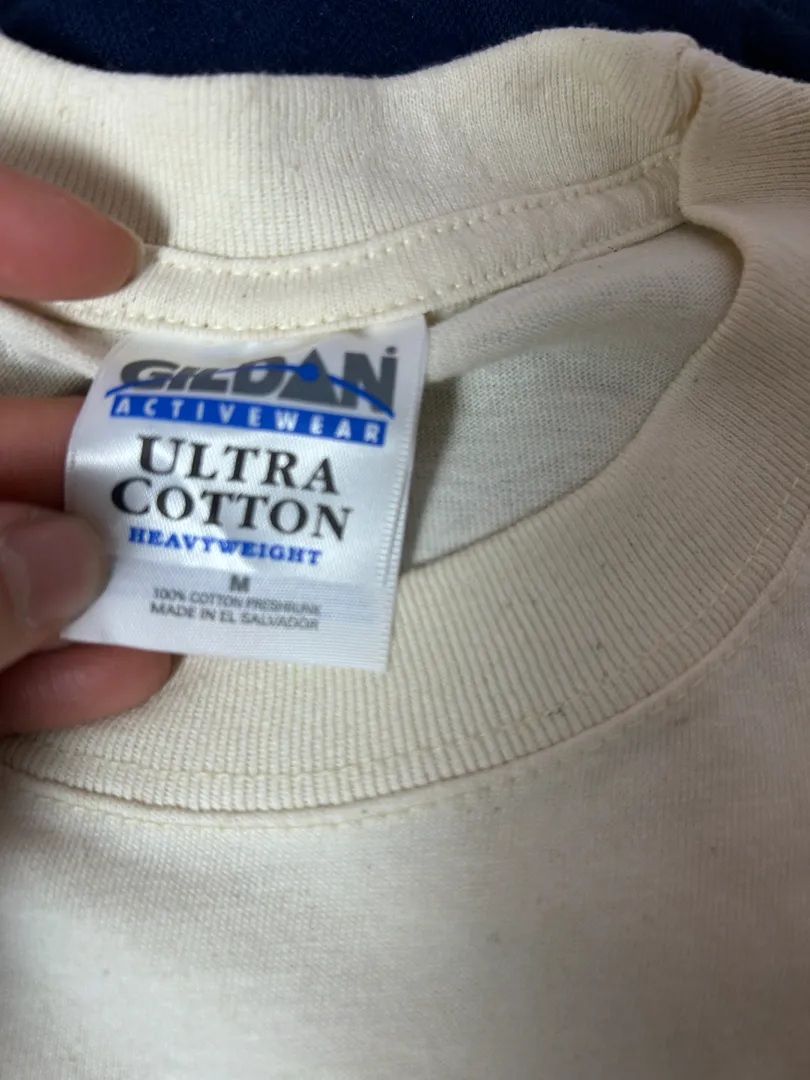 GILDAN®
ACTIVEWEAR
ULTRA
COTTON
HEAVYWEIGHT
M
100% COTTON PRESHRUNK
MADE IN EL SALVADOR